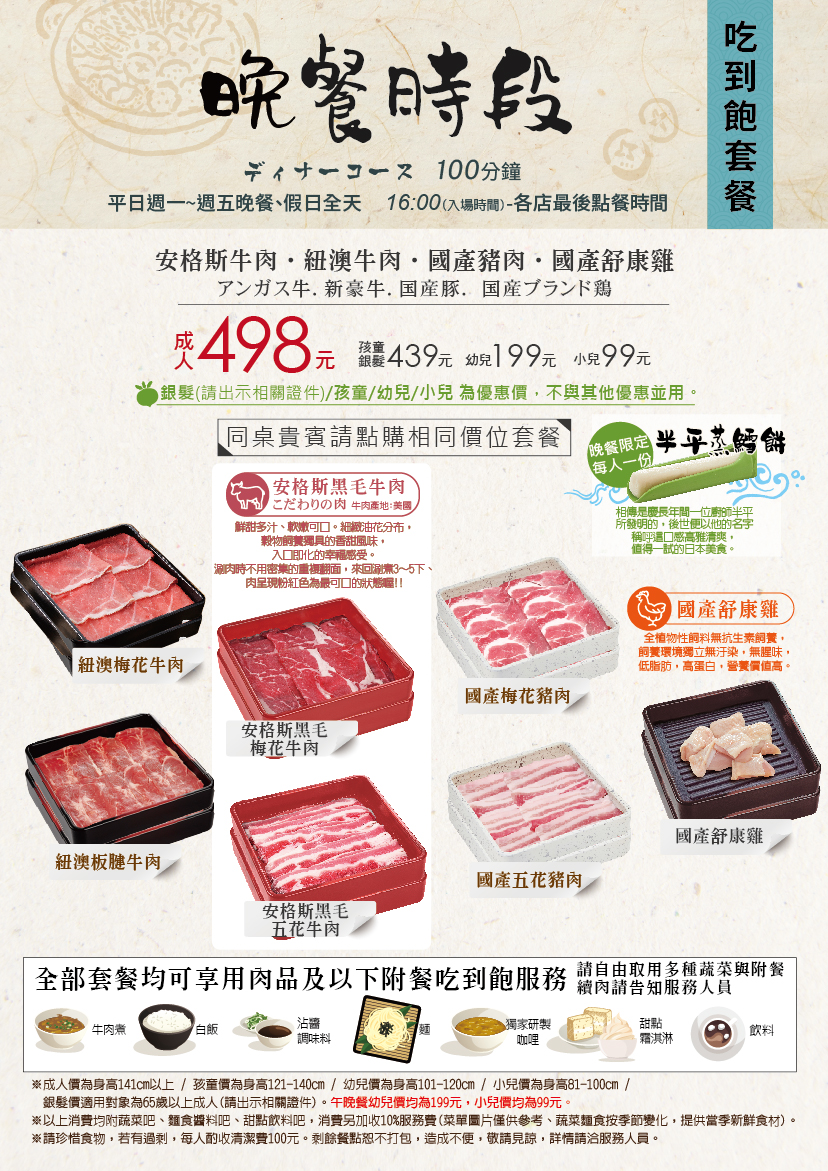 吃到飽套餐
晚餐時段
ディナーコース 100分鐘
平日週一~週五晚餐、假日全天 16:00(入場時間)-各店最後點餐時間
安格斯牛肉・紐澳牛肉・國產豬肉・國產舒康雞
アンガス牛. 新豪牛. 国産豚. 国産ブランド鶏
成人498元 孩童銀髮439元 幼兒199元 小兒99元
銀髮(請出示相關證件)/孩童/幼兒/小兒 為優惠價，不與其他優惠並用。
同桌貴賓請點購相同價位套餐
晚餐限定
每人一份
半平蒸鱈餅
相傳是慶長年間一位廚師半平
所發明的，後世便以他的名字
稱呼這口感高雅清爽，
值得一試的日本美食。
安格斯黑毛牛肉
こだわりの肉 牛肉產地:美國
鮮甜多汁、軟嫩可口。細緻油花分布，
穀物飼養獨具的香甜風味，
入口即化的幸福感受。
涮肉時不用密集的重複翻面，來回涮煮3~5下、
肉呈現粉紅色為最可口的狀態喔!!
國產舒康雞
全植物性飼料無抗生素飼養，
飼養環境獨立無汙染，無腥味，
低脂肪，高蛋白，營養價值高。
紐澳梅花牛肉
安格斯黑毛
梅花牛肉
國產梅花豬肉
紐澳板腱牛肉
安格斯黑毛
五花牛肉
國產五花豬肉
國產舒康雞
全部套餐均可享用肉品及以下附餐吃到飽服務
請自由取用多種蔬菜與附餐
續肉請告知服務人員
牛肉煮
白飯
沾醬
調味料
麵
獨家研製
咖哩
甜點
霜淇淋
飲料
※成人價為身高141cm以上 / 孩童價為身高121-140cm / 幼兒價為身高101-120cm / 小兒價為身高81-100cm /
銀髮價適用對象為65歲以上成人(請出示相關證件)。午晚餐幼兒價均為199元，小兒價均為99元。
※以上消費均附蔬菜吧、麵食醬料吧、甜點飲料吧，消費另加收10%服務費(菜單圖片僅供參考、蔬菜麵食按季節變化，提供當季新鮮食材)。
※請珍惜食物，若有過剩，每人酌收清潔費100元。剩餘餐點恕不打包，造成不便，敬請見諒，詳情請洽服務人員。